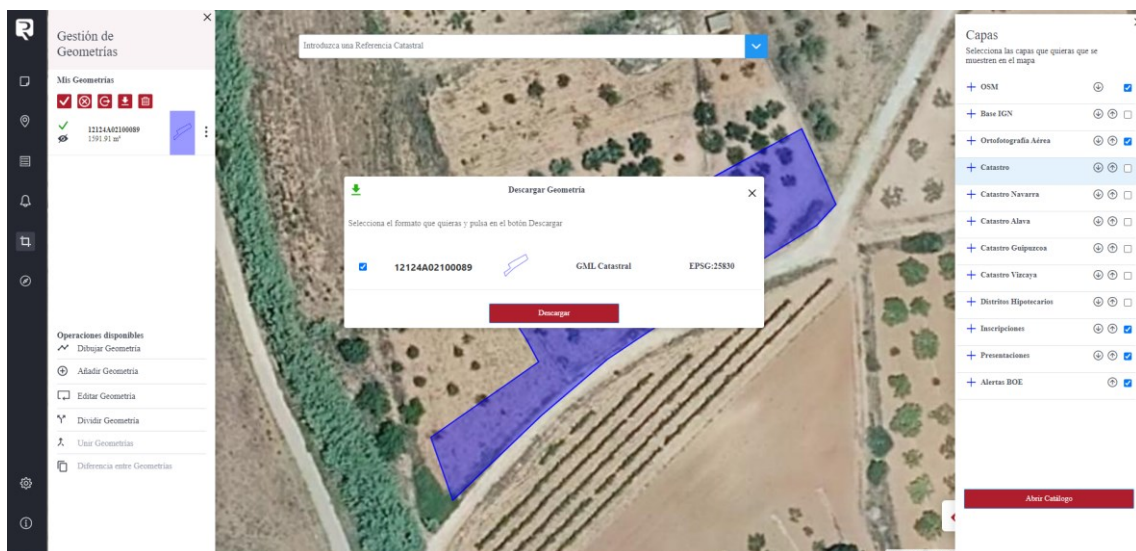 Gestión de
Geometrías
Mis Geometrías
12124A02100089
1591.91 m²
Operaciones disponibles
Dibujar Geometría
Añadir Geometría
Editar Geometría
Dividir Geometría
Unir Geometrías
Diferencia entre Geometrías
Introduzca una Referencia Catastral
Descargar Geometría
Selecciona el formato que quieras y pulsa en el botón Descargar
12124A02100089 GML Catastral EPSG:25830
Descargar
Capas
Selecciona las capas que quieras que se
muestren en el mapa
OSM
Base IGN
Ortofotografía Aérea
Catastro
Catastro Navarra
Catastro Alava
Catastro Guipuzcoa
Catastro Vizcaya
Distritos Hipotecarios
Inscripciones
Presentaciones
Alertas BOE
Abrir Catálogo